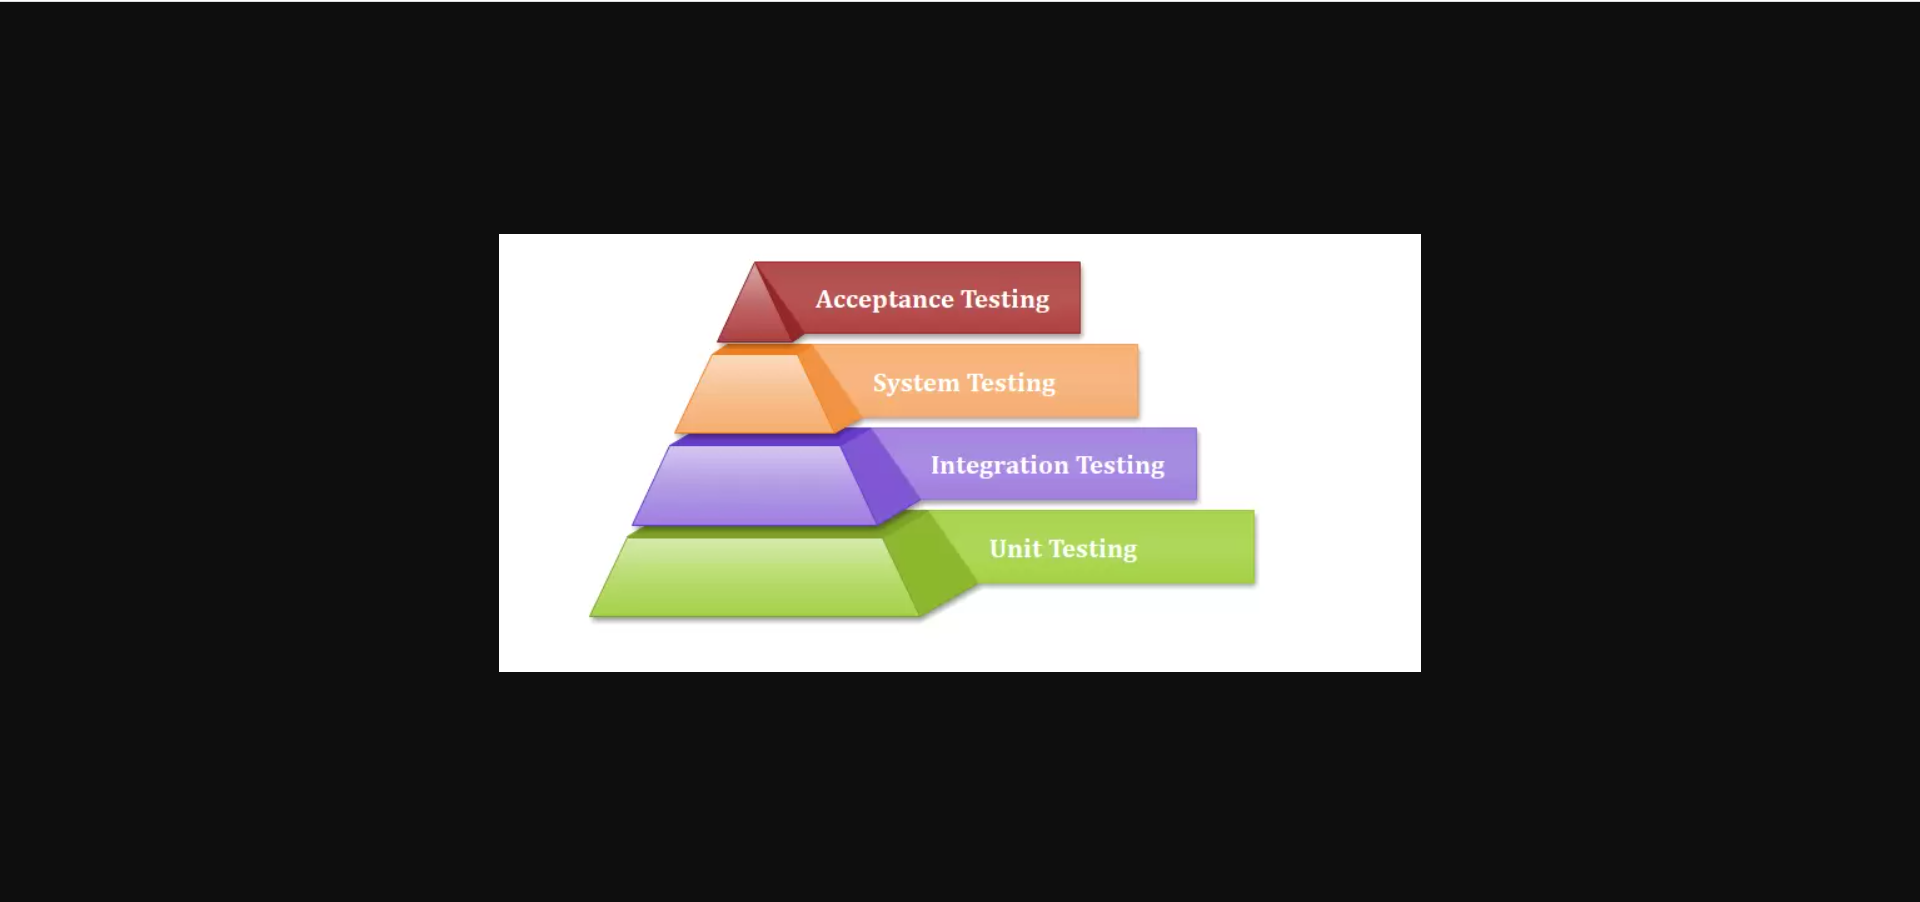 Acceptance Testing
System Testing
Integration Testing
Unit Testing